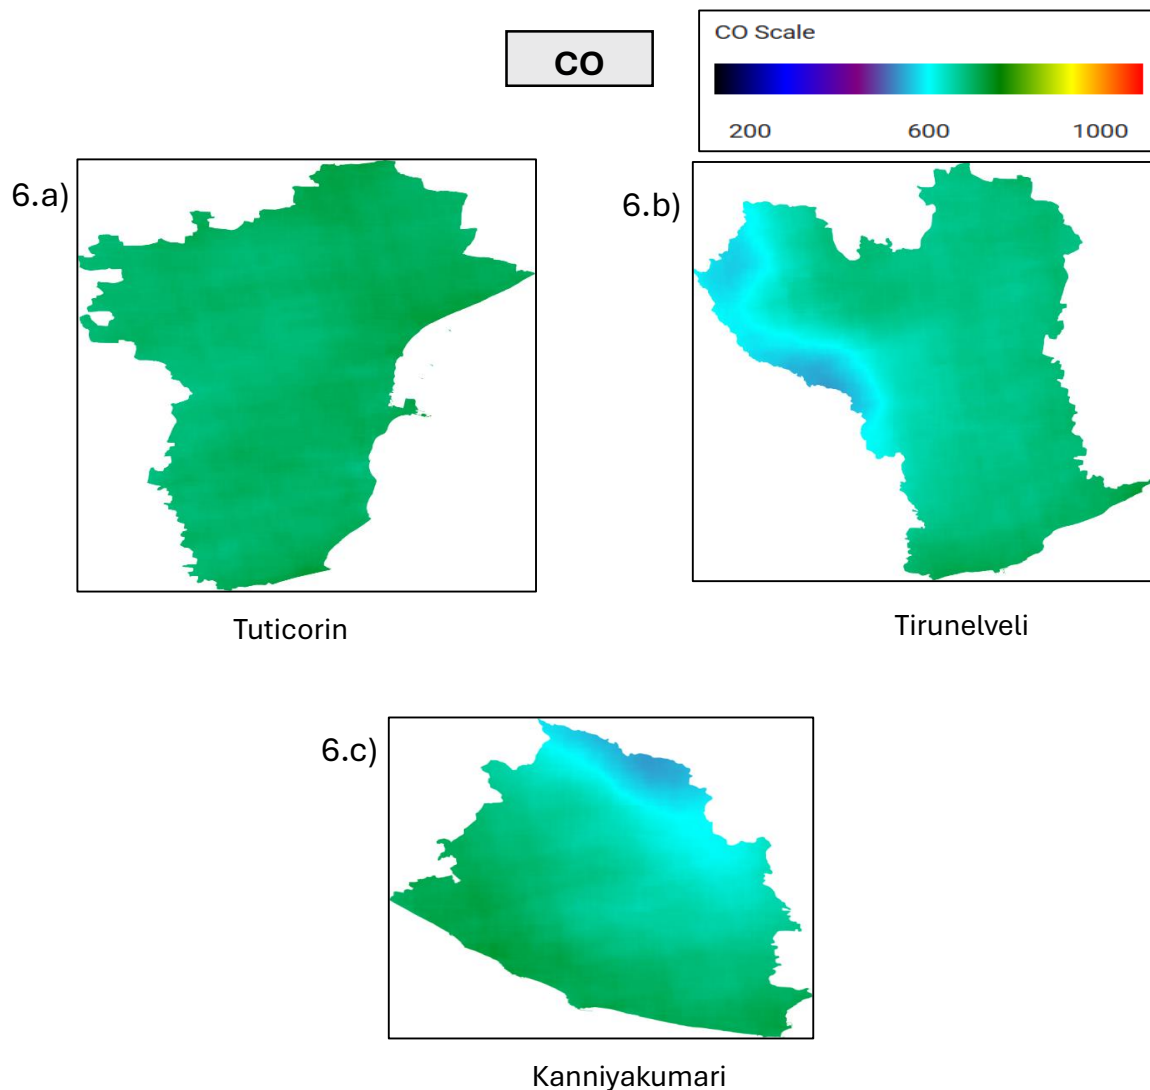 CO
CO Scale
200 600 1000
6.a)
6.b)
Tuticorin
Tirunelveli
6.c)
Kanniyakumari